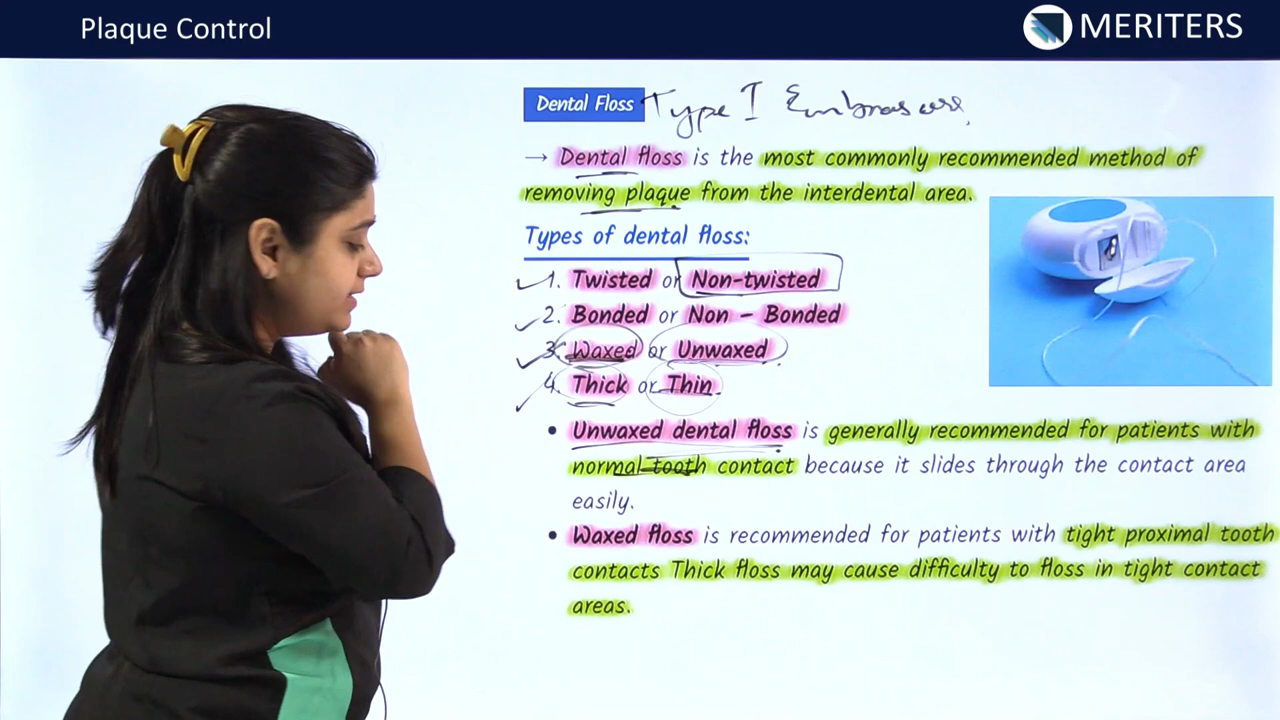 Plaque Control
MERITERS
Dental Floss Type I Embrasure
→ Dental floss is the most commonly recommended method of
removing plaque from the interdental area.
Types of dental floss:
1. Twisted or Non-twisted
2. Bonded or Non - Bonded
3. Waxed or Unwaxed
4. Thick or Thin
• Unwaxed dental floss is generally recommended for patients with
normal tooth contact because it slides through the contact area
easily.
• Waxed floss is recommended for patients with tight proximal tooth
contacts Thick floss may cause difficulty to floss in tight contact
areas.